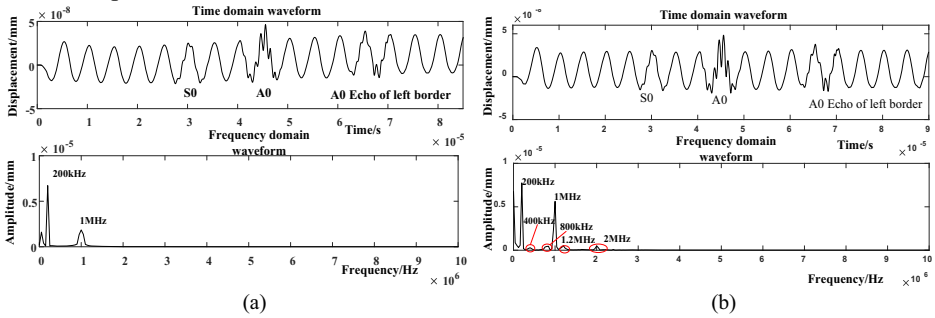 × 10⁻⁸
Time domain waveform
5
0
-5
Displacement/mm
S0
A0
A0 Echo of left border
0 1 2 3 4 5 6 7 8
Time/s
× 10⁻⁵
Frequency domain
waveform
× 10⁻⁵
1
0.5
0
Amplitude/mm
200kHz
1MHz
0 1 2 3 4 5 6 7 8 9 10
Frequency/Hz
× 10⁶
(a)
Time domain waveform
5
0
-5
Displacement/mm
S0
A0
A0 Echo of left border
0 1 2 3 4 5 6 7 8 9
Time/s
× 10⁻⁵
Frequency domain
waveform
× 10⁻⁵
1
0.5
0
Amplitude/mm
200kHz
1MHz
400kHz
800kHz
1.2MHz
2MHz
0 1 2 3 4 5 6 7 8 9 10
Frequency/Hz
×10⁶
(b)